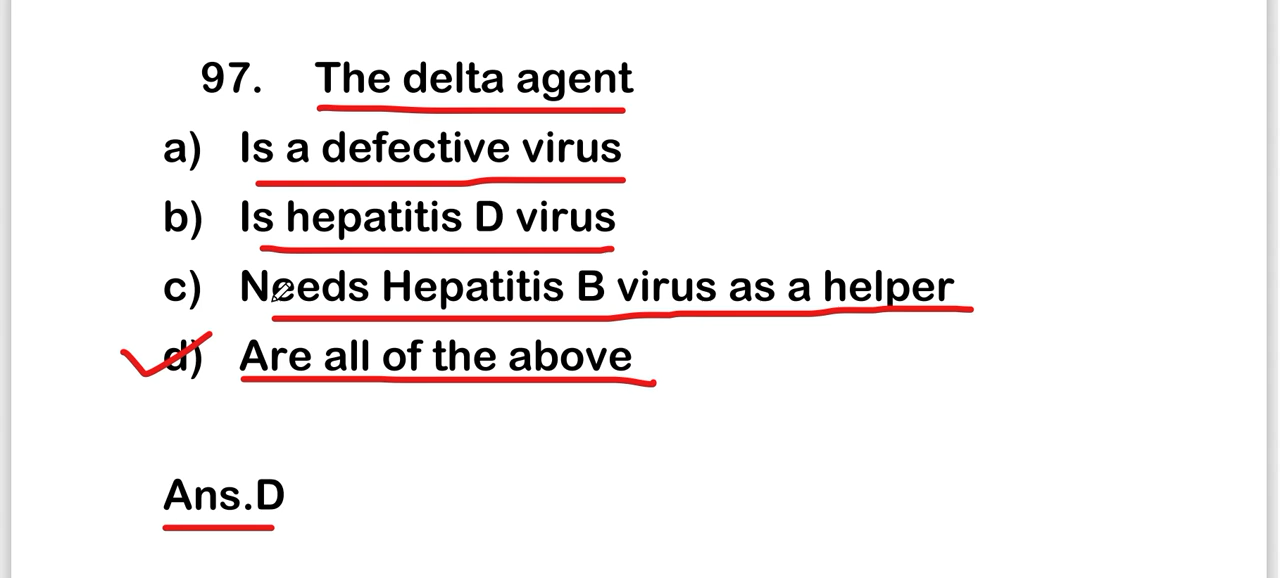 97. The delta agent
a) Is a defective virus
b) Is hepatitis D virus
c) Needs Hepatitis B virus as a helper
d) Are all of the above
Ans.D